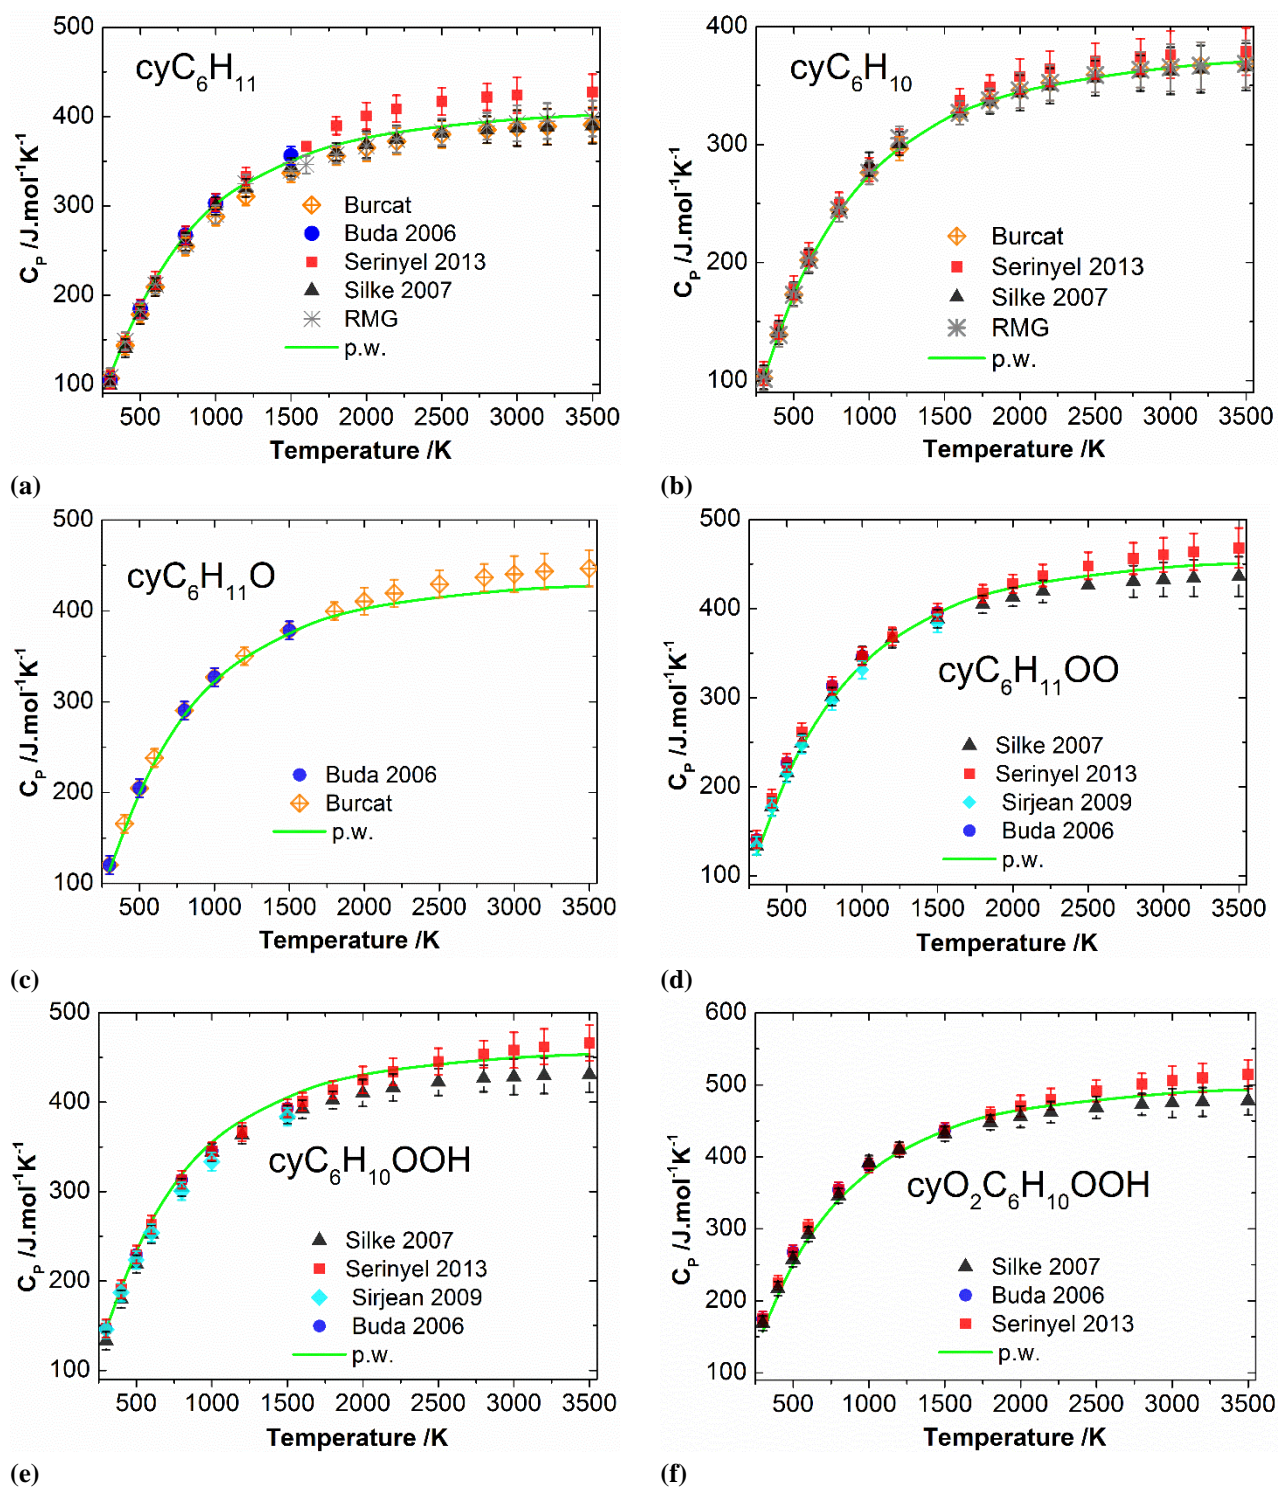 500
400
300
200
100
C_P /J.mol⁻¹K⁻¹
cyC₆H₁₁
Burcat
Buda 2006
Serinyel 2013
Silke 2007
RMG
p.w.
500 1000 1500 2000 2500 3000 3500
Temperature /K
(a)
400
300
200
100
C_P /J.mol⁻¹K⁻¹
cyC₆H₁₀
Burcat
Serinyel 2013
Silke 2007
RMG
p.w.
500 1000 1500 2000 2500 3000 3500
Temperature /K
(b)
500
400
300
200
100
C_P /J.mol⁻¹K⁻¹
cyC₆H₁₁O
Buda 2006
Burcat
p.w.
500 1000 1500 2000 2500 3000 3500
Temperature /K
(c)
500
400
300
200
100
C_P /J.mol⁻¹K⁻¹
cyC₆H₁₁OO
Silke 2007
Serinyel 2013
Sirjean 2009
Buda 2006
p.w.
500 1000 1500 2000 2500 3000 3500
Temperature /K
(d)
500
400
300
200
100
C_P /J.mol⁻¹K⁻¹
cyC₆H₁₀OOH
Silke 2007
Serinyel 2013
Sirjean 2009
Buda 2006
p.w.
500 1000 1500 2000 2500 3000 3500
Temperature /K
(e)
600
500
400
300
200
100
C_P /J.mol⁻¹K⁻¹
cyO₂C₆H₁₀OOH
Silke 2007
Buda 2006
Serinyel 2013
p.w.
500 1000 1500 2000 2500 3000 3500
Temperature /K
(f)